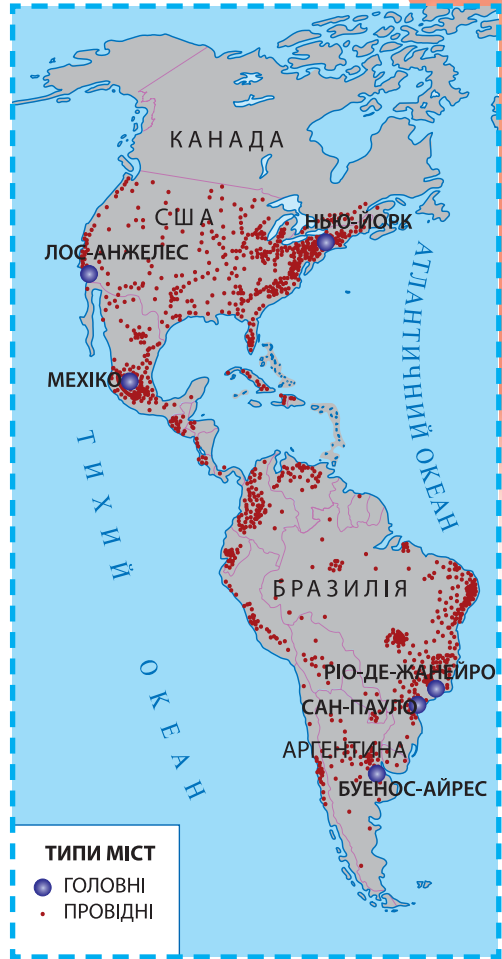 КАНАДА
США
НЬЮ-ЙОРК
ЛОС-АНЖЕЛЕС
АТЛАНТИЧНИЙ ОКЕАН
МЕХІКО
ТИХИЙ ОКЕАН
БРАЗИЛІЯ
РІО-ДЕ-ЖАНЕЙРО
САН-ПАУЛО
АРГЕНТИНА
БУЕНОС-АЙРЕС
ТИПИ МІСТ
ГОЛОВНІ
ПРОВІДНІ